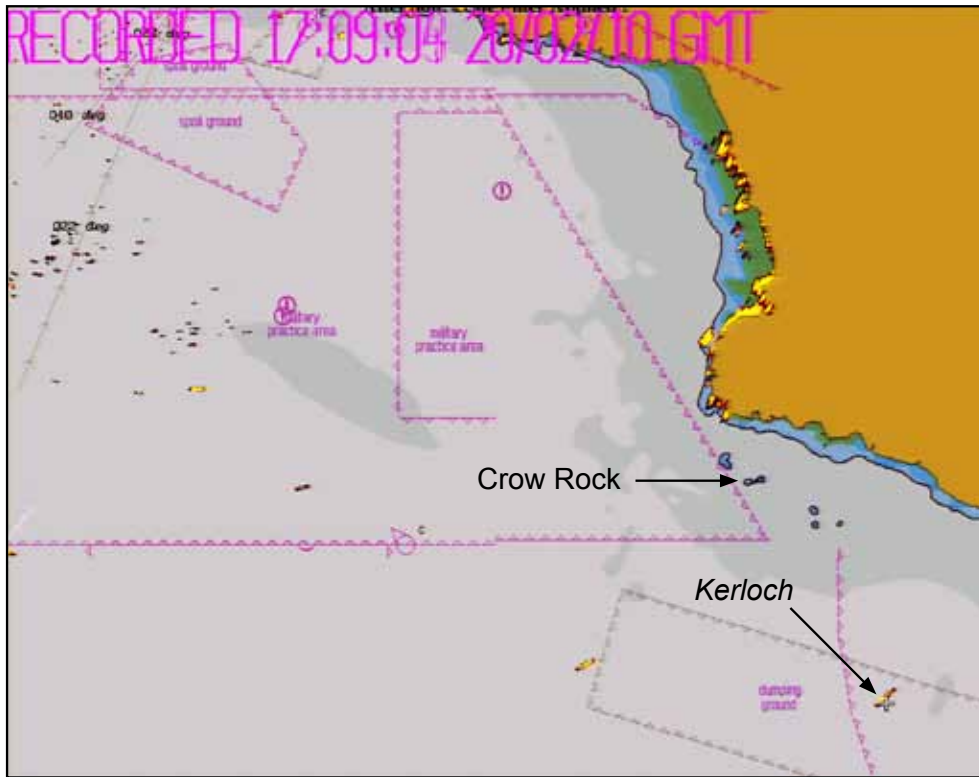 RECORDED 17:09:04 20/02/10 GMT
spoil ground
spoil ground
022 deg
military
practice area
military
practice area
Crow Rock
c
Kerloch
dumping
ground